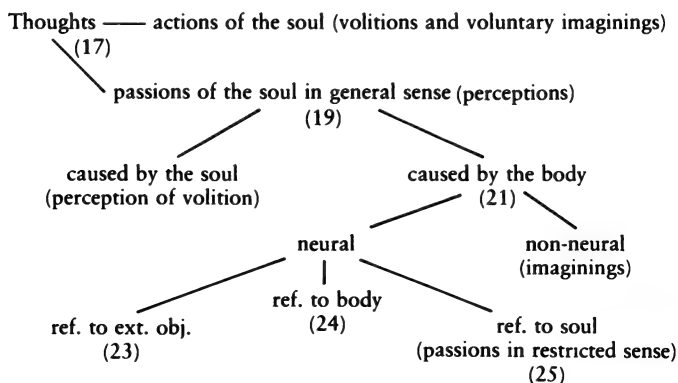 Thoughts — actions of the soul (volitions and voluntary imaginings)
(17)
passions of the soul in general sense (perceptions)
(19)
caused by the soul
(perception of volition)
caused by the body
(21)
neural
non-neural
(imaginings)
ref. to ext. obj.
(23)
ref. to body
(24)
ref. to soul
(passions in restricted sense)
(25)